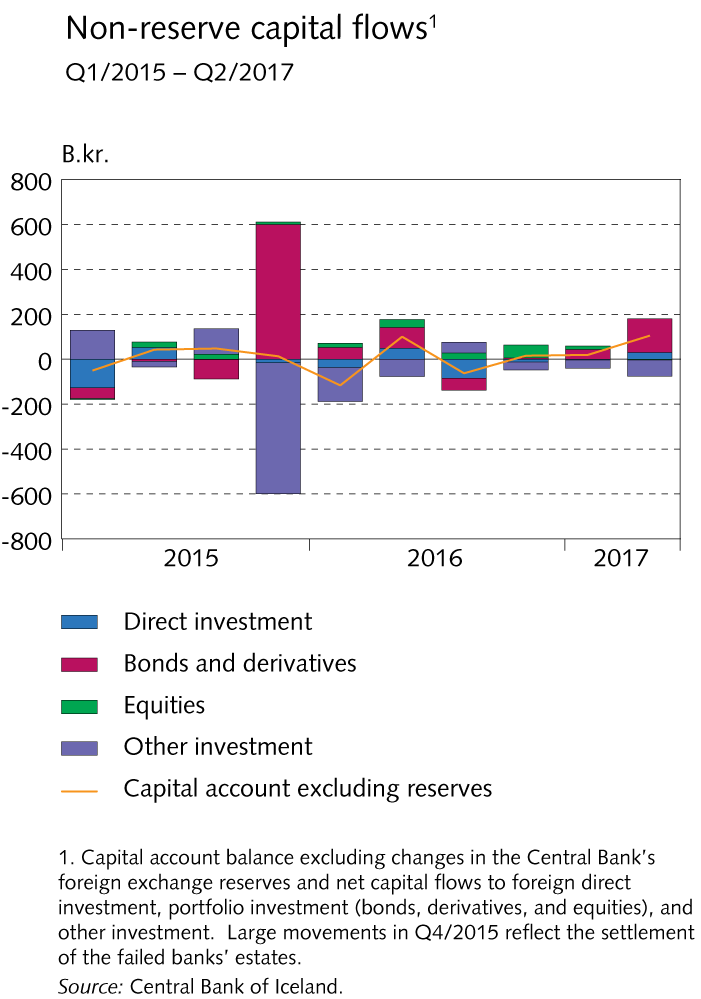 Non-reserve capital flows¹
Q1/2015 – Q2/2017
B.kr.
800
600
400
200
0
-200
-400
-600
-800
2015 2016 2017
Direct investment
Bonds and derivatives
Equities
Other investment
Capital account excluding reserves
1. Capital account balance excluding changes in the Central Bank’s
foreign exchange reserves and net capital flows to foreign direct
investment, portfolio investment (bonds, derivatives, and equities), and
other investment. Large movements in Q4/2015 reflect the settlement
of the failed banks’ estates.
Source: Central Bank of Iceland.